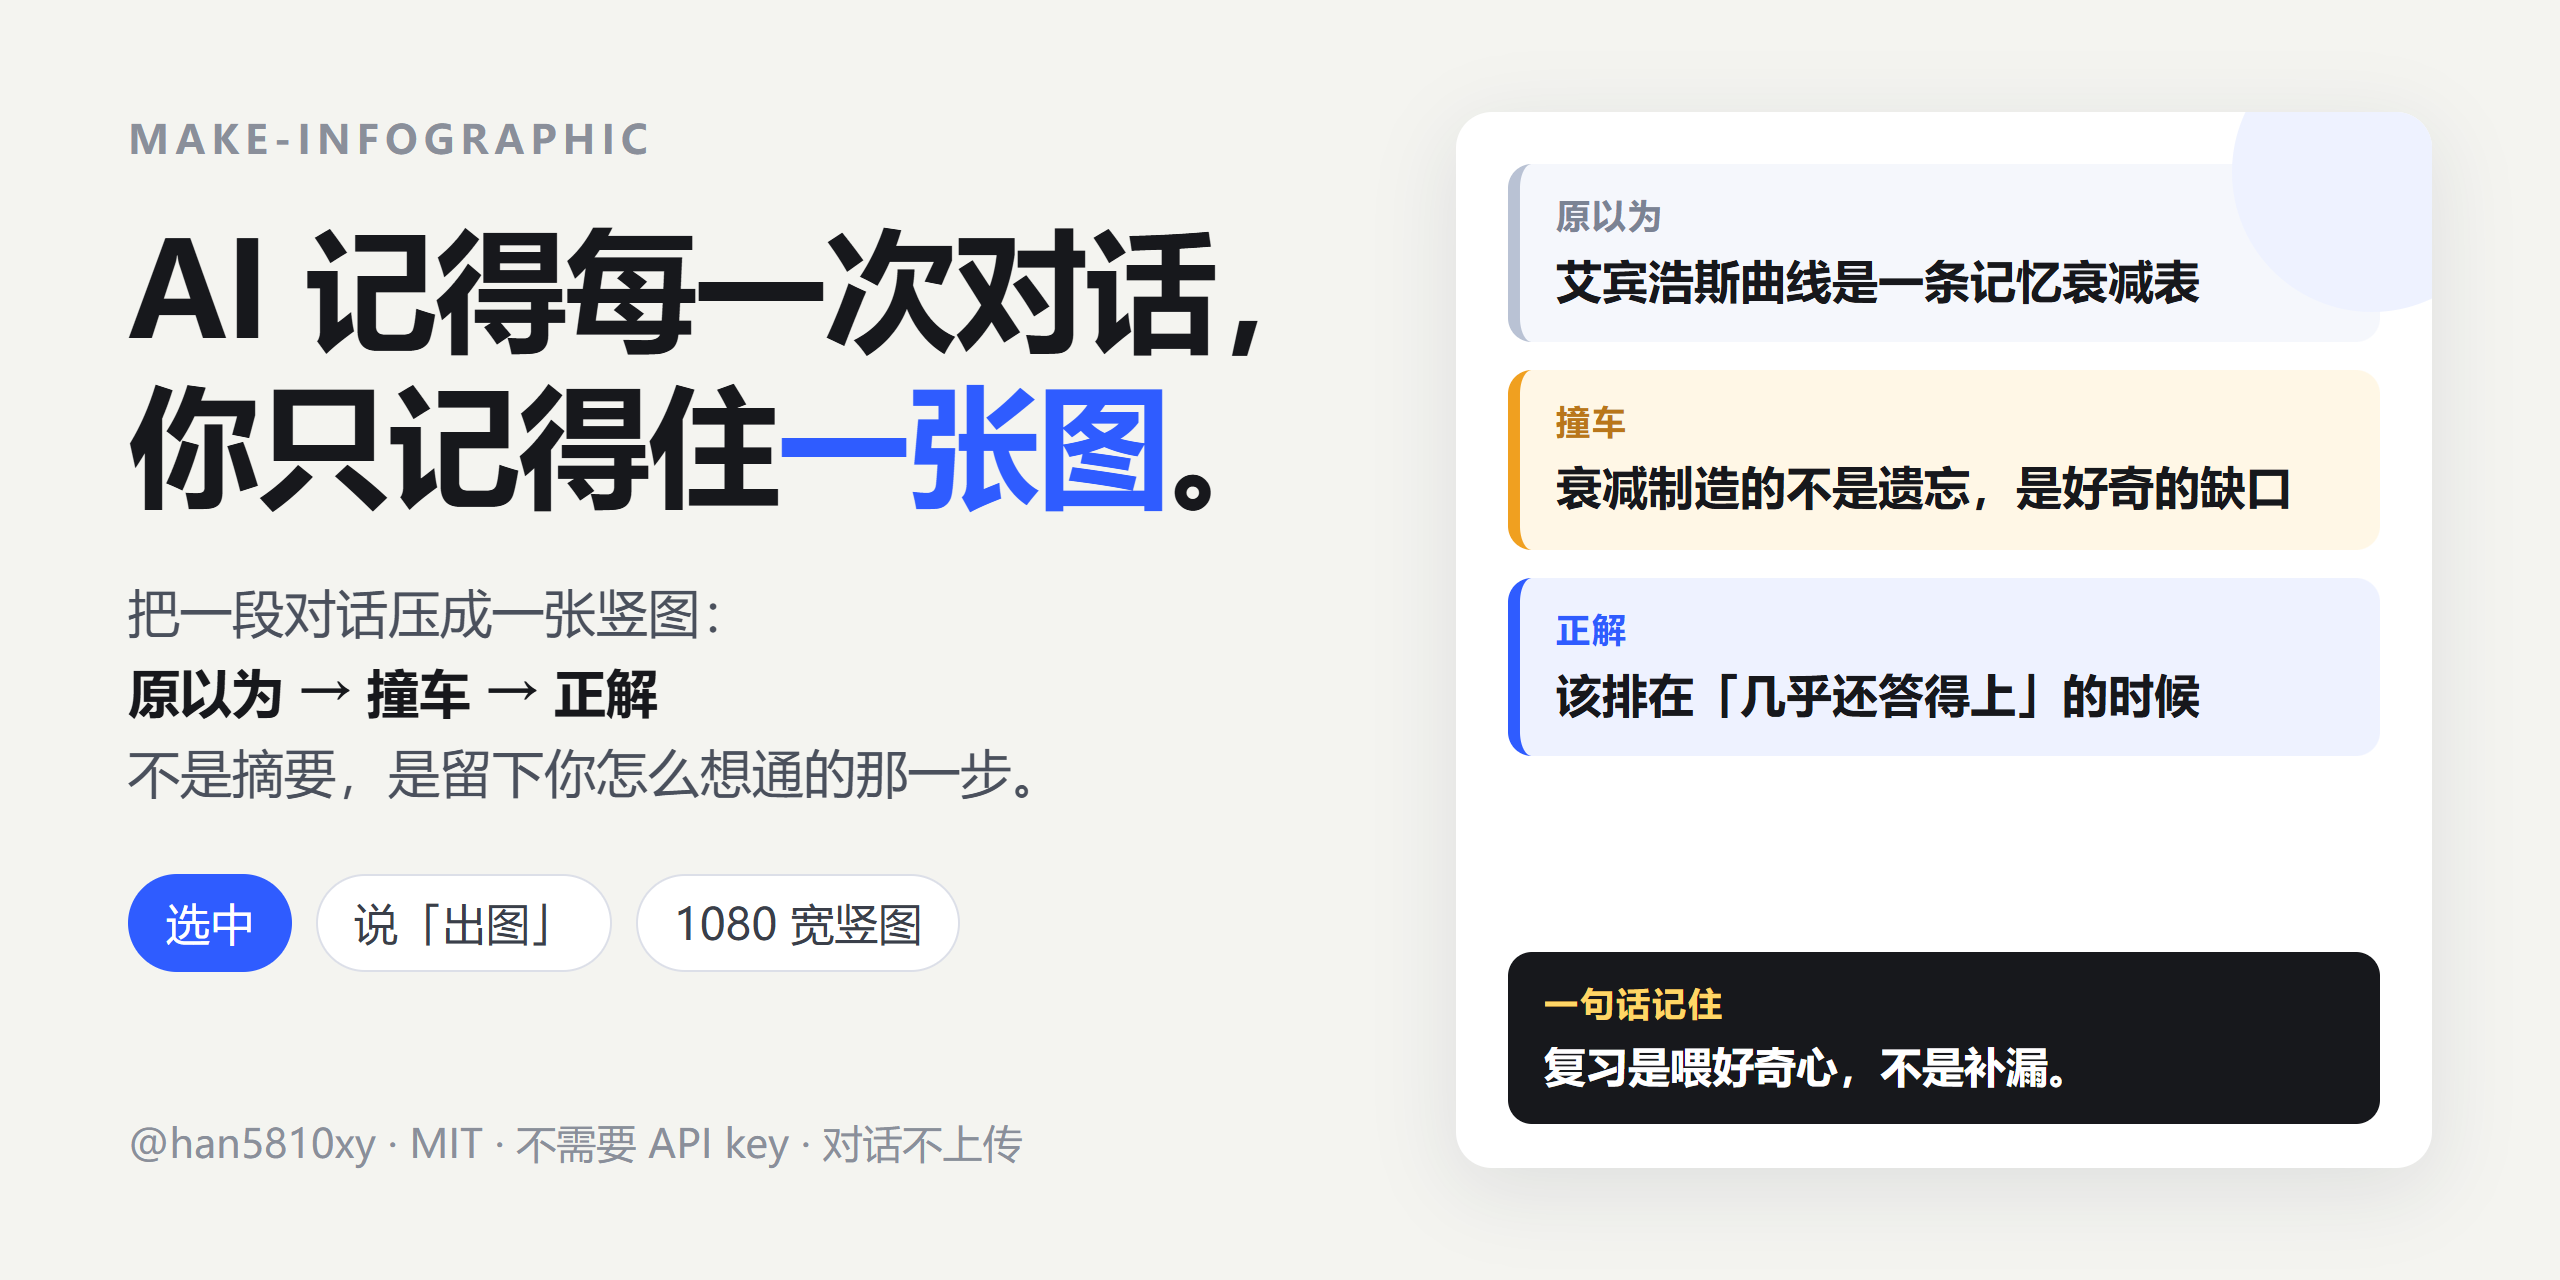 MAKE-INFOGRAPHIC
AI 记得每一次对话，
你只记得住一张图。
把一段对话压成一张竖图：
原以为 → 撞车 → 正解
不是摘要，是留下你怎么想通的那一步。
选中
说「出图」
1080 宽竖图
@han5810xy · MIT · 不需要 API key · 对话不上传
原以为
艾宾浩斯曲线是一条记忆衰减表
撞车
衰减制造的不是遗忘，是好奇的缺口
正解
该排在「几乎还答得上」的时候
一句话记住
复习是喂好奇心，不是补漏。